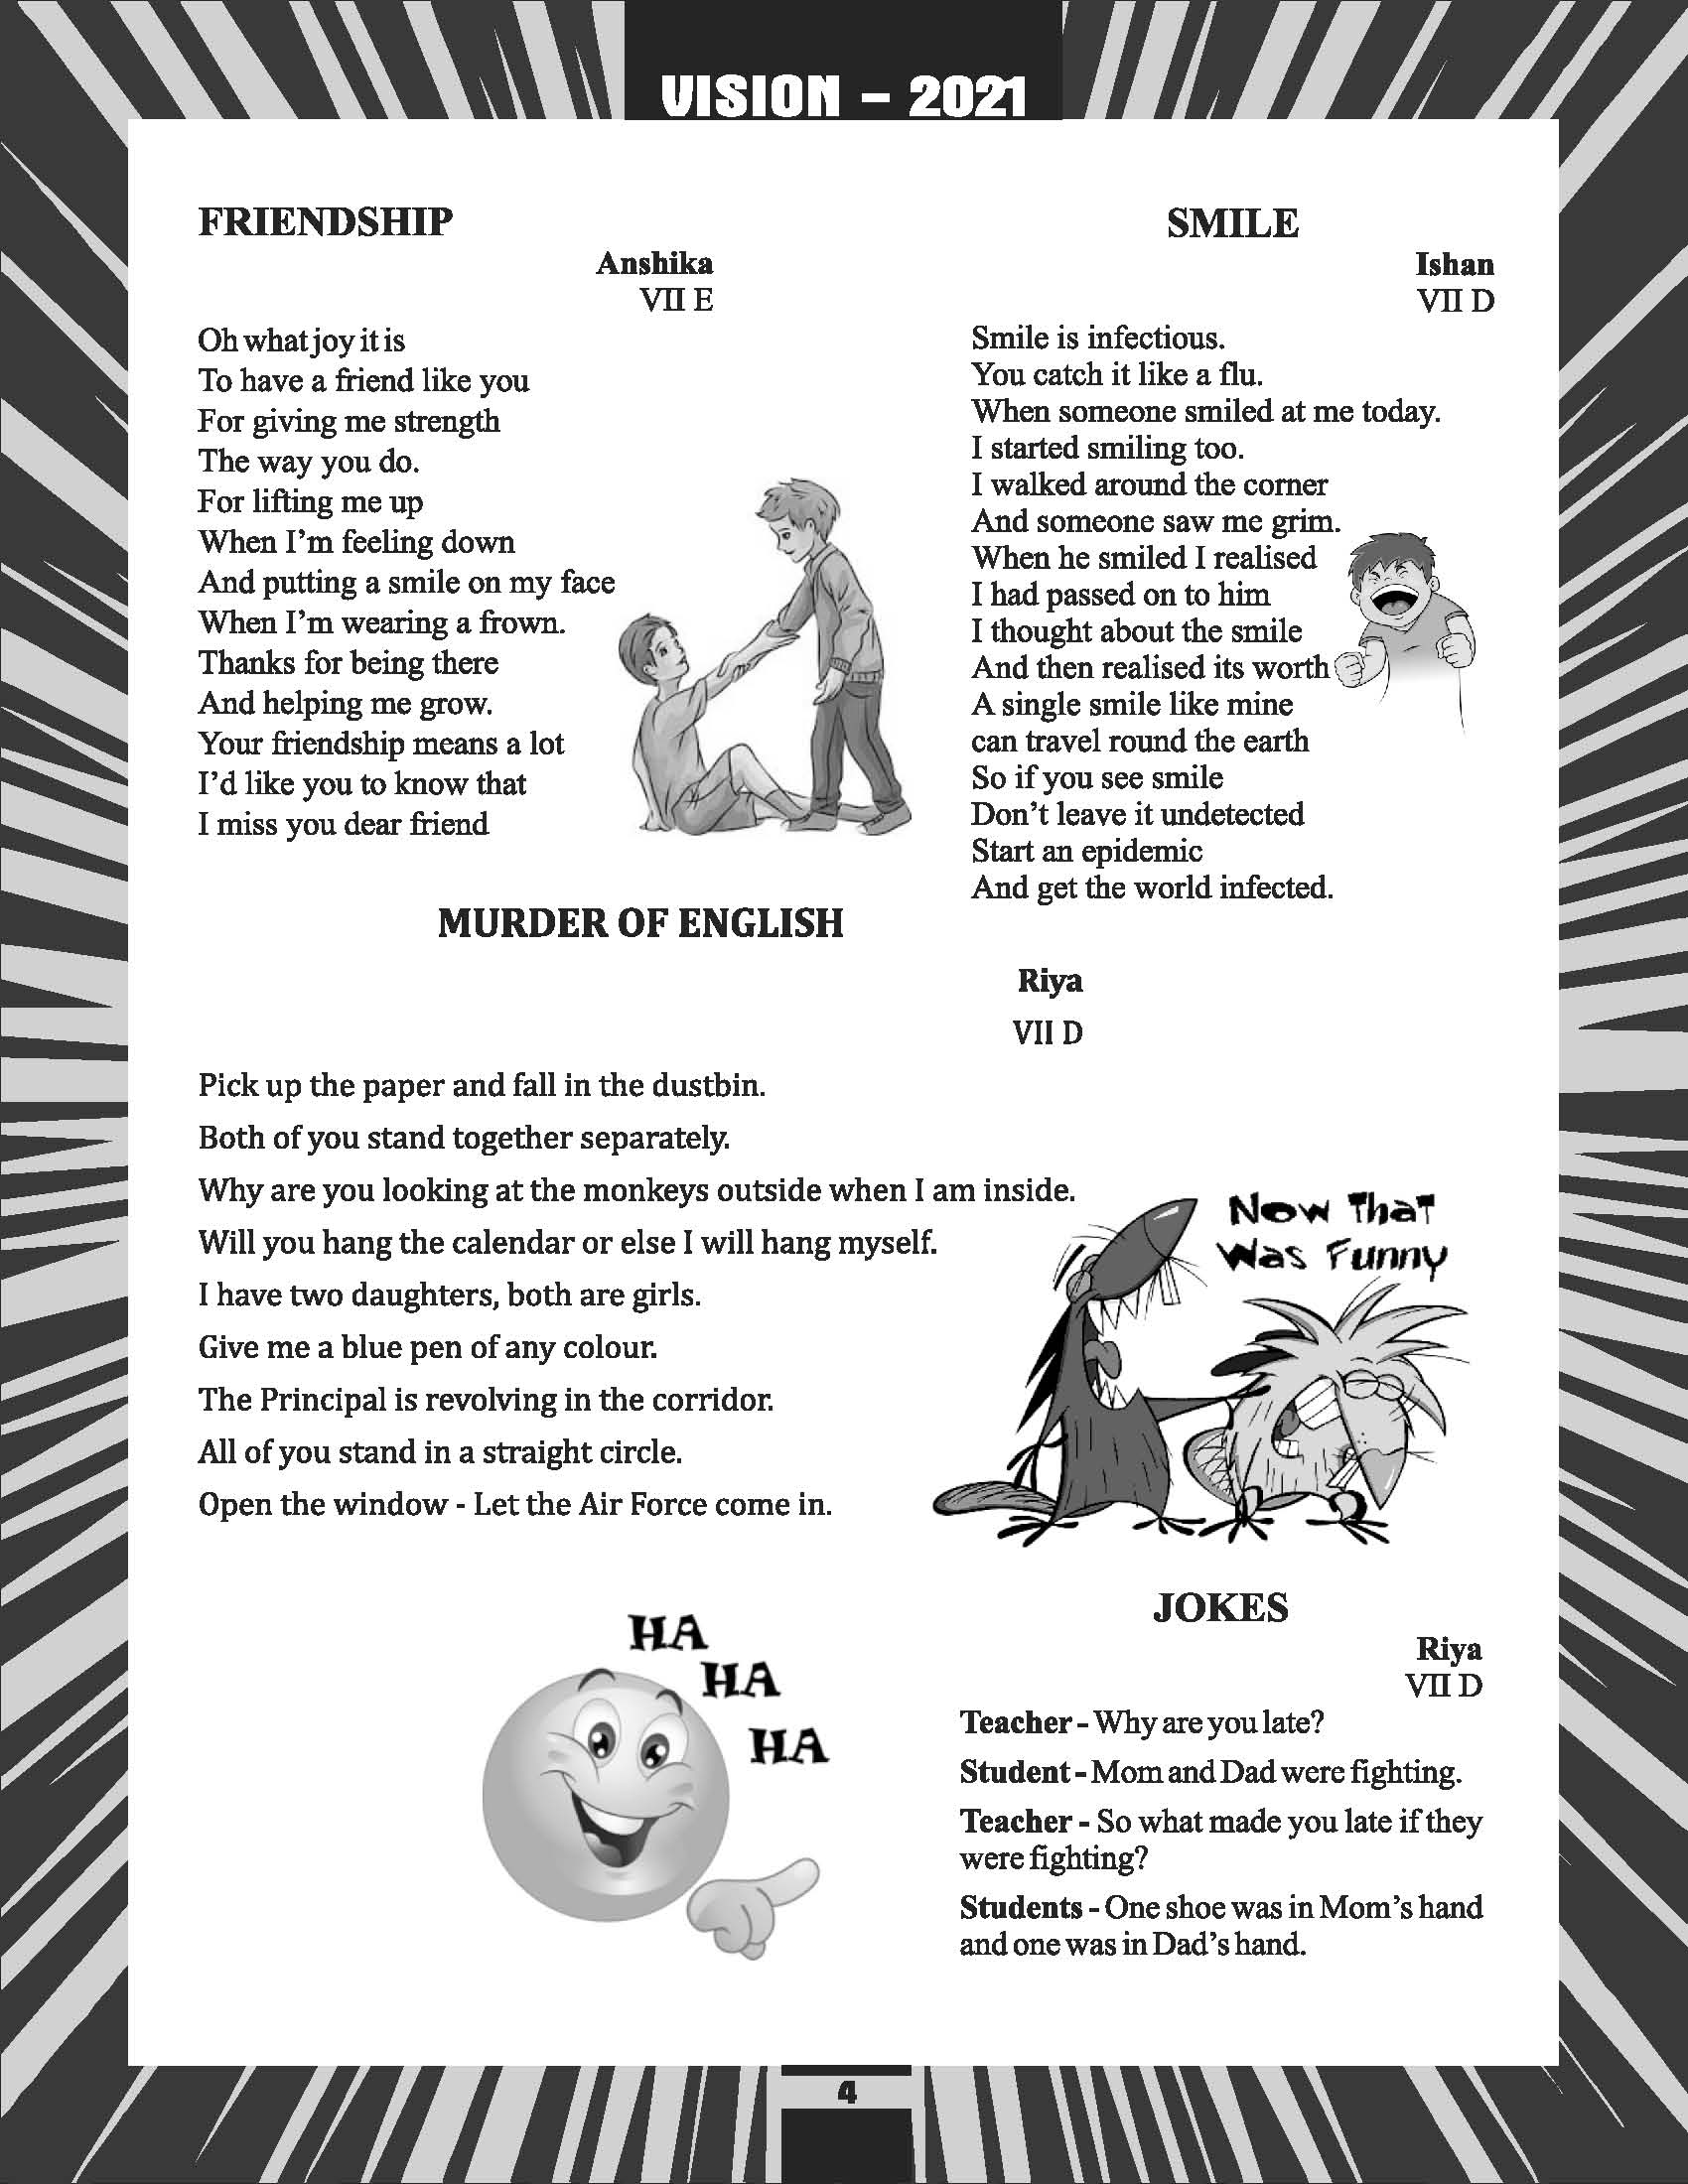 VISION – 2021
FRIENDSHIP
Anshika
VII E
Oh what joy it is
To have a friend like you
For giving me strength
The way you do.
For lifting me up
When I’m feeling down
And putting a smile on my face
When I’m wearing a frown.
Thanks for being there
And helping me grow.
Your friendship means a lot
I’d like you to know that
I miss you dear friend
SMILE
Ishan
VII D
Smile is infectious.
You catch it like a flu.
When someone smiled at me today.
I started smiling too.
I walked around the corner
And someone saw me grim.
When he smiled I realised
I had passed on to him
I thought about the smile
And then realised its worth
A single smile like mine
can travel round the earth
So if you see smile
Don’t leave it undetected
Start an epidemic
And get the world infected.
MURDER OF ENGLISH
Riya
VII D
Pick up the paper and fall in the dustbin.
Both of you stand together separately.
Why are you looking at the monkeys outside when I am inside.
Will you hang the calendar or else I will hang myself.
I have two daughters, both are girls.
Give me a blue pen of any colour.
The Principal is revolving in the corridor.
All of you stand in a straight circle.
Open the window - Let the Air Force come in.
Now That
Was Funny
HA
HA
HA
JOKES
Riya
VII D
Teacher - Why are you late?
Student - Mom and Dad were fighting.
Teacher - So what made you late if they
were fighting?
Students - One shoe was in Mom’s hand
and one was in Dad’s hand.
4